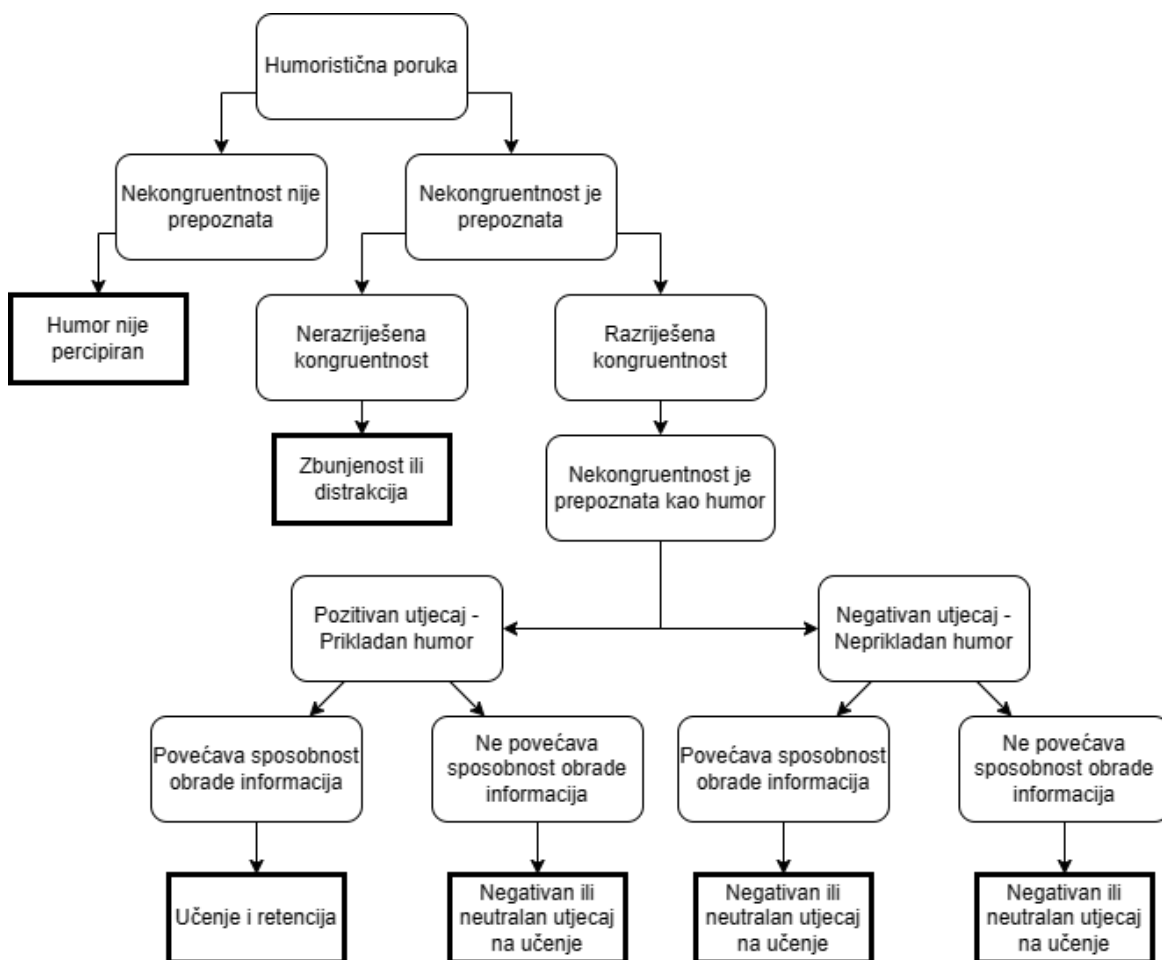 Humoristična poruka
Nekongruentnost nije
prepoznata
Nekongruentnost je
prepoznata
Humor nije
percipiran
Nerazriješena
kongruentnost
Razriješena
kongruentnost
Zbunjenost ili
distrakcija
Nekongruentnost je
prepoznata kao humor
Pozitivan utjecaj -
Prikladan humor
Negativan utjecaj -
Neprikladan humor
Povećava sposobnost
obrade informacija
Ne povećava
sposobnost obrade
informacija
Povećava sposobnost
obrade informacija
Ne povećava
sposobnost obrade
informacija
Učenje i retencija
Negativan ili
neutralan utjecaj
na učenje
Negativan ili
neutralan utjecaj
na učenje
Negativan ili
neutralan utjecaj
na učenje